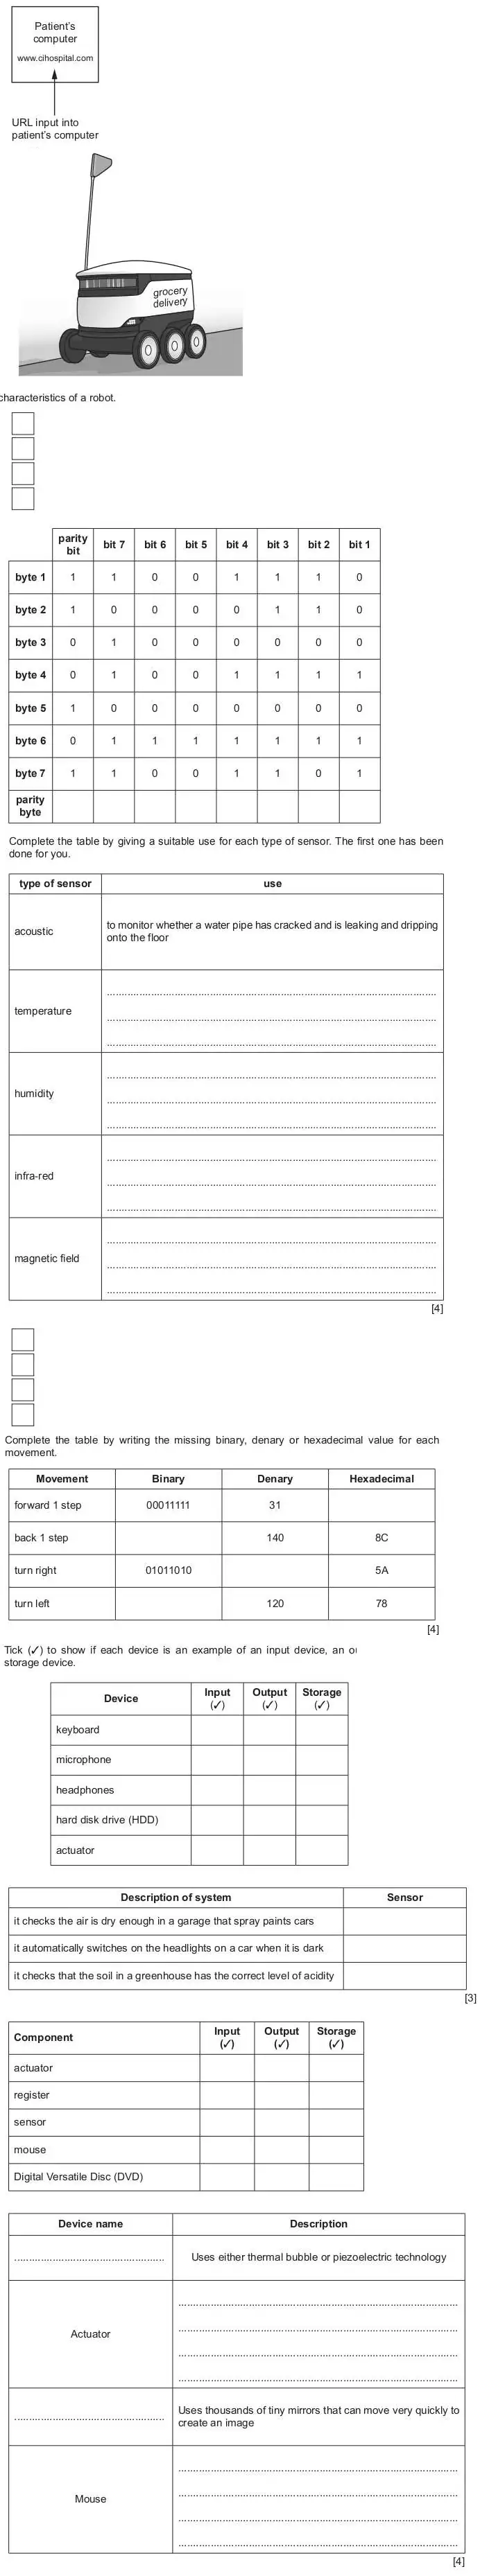 Patient's
computer
www.cihospital.com
URL input into
patient's computer
grocery
delivery
characteristics of a robot.
parity bit bit 7 bit 6 bit 5 bit 4 bit 3 bit 2 bit 1
byte 1 1 1 0 0 1 1 1 0
byte 2 1 0 0 0 0 1 1 0
byte 3 0 1 0 0 0 0 0 0
byte 4 0 1 0 0 1 1 1 1
byte 5 1 0 0 0 0 0 0 0
byte 6 0 1 1 1 1 1 1 1
byte 7 1 1 0 0 1 1 0 1
parity
byte
Complete the table by giving a suitable use for each type of sensor. The first one has been
done for you.
type of sensor use
acoustic
to monitor whether a water pipe has cracked and is leaking and dripping
onto the floor
temperature
humidity
infra-red
magnetic field
[4]
Complete the table by writing the missing binary, denary or hexadecimal value for each
movement.
Movement Binary Denary Hexadecimal
forward 1 step 00011111 31
back 1 step 140 8C
turn right 01011010 5A
turn left 120 78
[4]
Tick (✓) to show if each device is an example of an input device, an ou
storage device.
Device Input (✓) Output (✓) Storage (✓)
keyboard
microphone
headphones
hard disk drive (HDD)
actuator
Description of system Sensor
it checks the air is dry enough in a garage that spray paints cars
it automatically switches on the headlights on a car when it is dark
it checks that the soil in a greenhouse has the correct level of acidity
[3]
Component Input (✓) Output (✓) Storage (✓)
actuator
register
sensor
mouse
Digital Versatile Disc (DVD)
Device name Description
Uses either thermal bubble or piezoelectric technology
Actuator
Uses thousands of tiny mirrors that can move very quickly to
create an image
Mouse
[4]